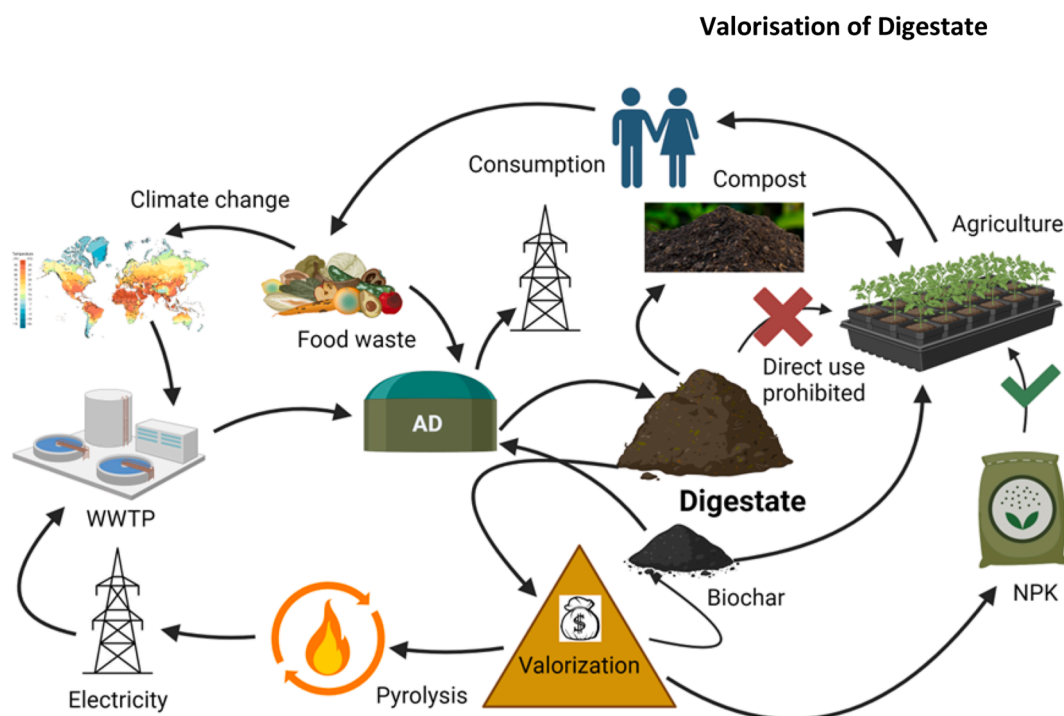 Valorisation of Digestate
Consumption
Compost
Climate change
Agriculture
Food waste
Direct use
prohibited
AD
Digestate
WWTP
Biochar
NPK
$
Valorization
Pyrolysis
Electricity